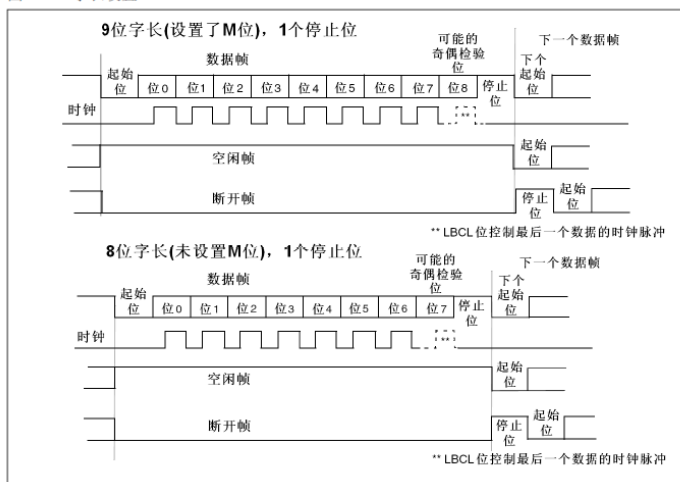 9位字长(设置了M位)，1个停止位
数据帧
可能的
奇偶检验
位
下一个数据帧
起始
位
位0
位1
位2
位3
位4
位5
位6
位7
位8
停止
位
下个
起始
位
时钟
**
空闲帧
起始
位
断开帧
停止
位
起始
位
** LBCL位控制最后一个数据的时钟脉冲
8位字长(未设置M位)，1个停止位
数据帧
可能的
奇偶检验
位
下一个数据帧
起始
位
位0
位1
位2
位3
位4
位5
位6
位7
停止
位
下个
起始
位
时钟
**
空闲帧
起始
位
断开帧
停止
位
起始
位
** LBCL位控制最后一个数据的时钟脉冲